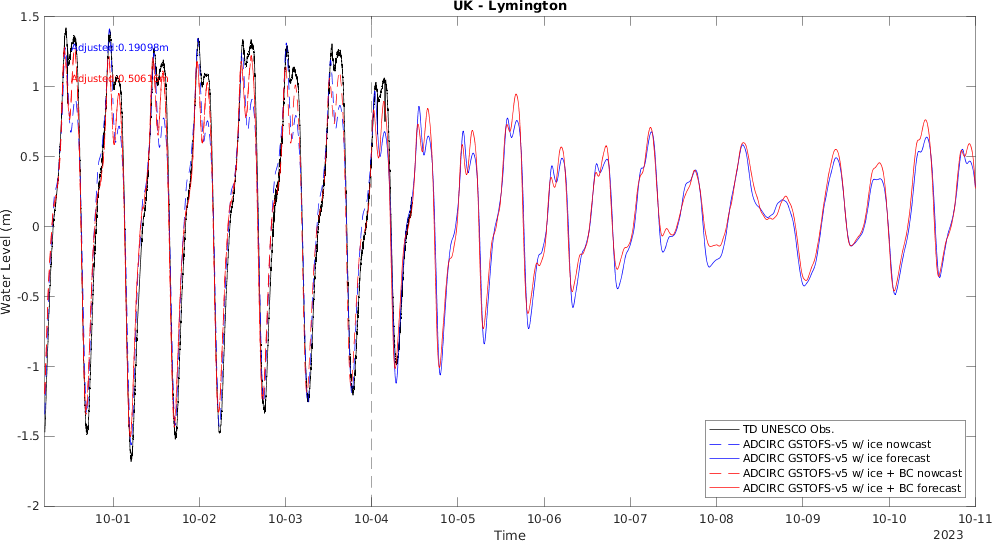 UK - Lymington
1.5
1
0.5
0
-0.5
-1
-1.5
-2
Water Level (m)
Adjusted:0.19098m
TD UNESCO Obs.
ADCIRC GSTOFS-v5 w/ ice nowcast
ADCIRC GSTOFS-v5 w/ ice forecast
ADCIRC GSTOFS-v5 w/ ice + BC nowcast
ADCIRC GSTOFS-v5 w/ ice + BC forecast
10-01 10-02 10-03 10-04 10-05 10-06 10-07 10-08 10-09 10-10 10-11
Time
2023